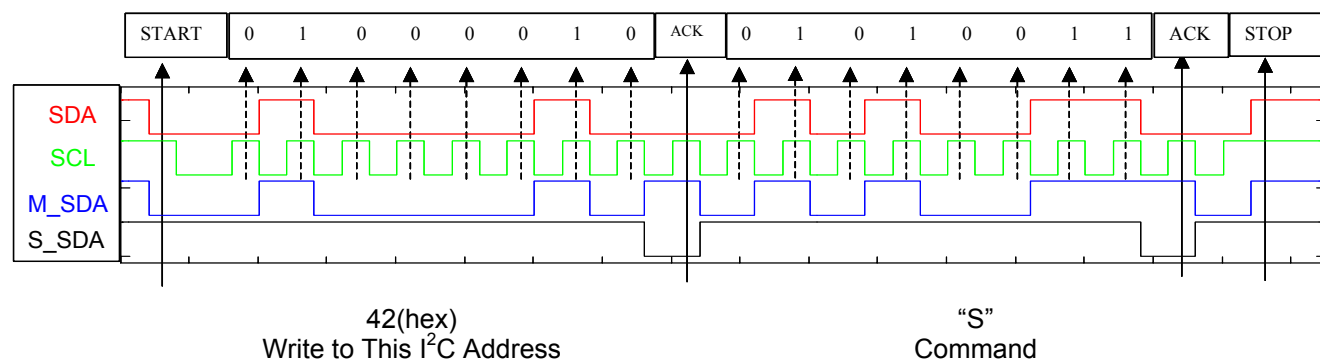 START 0 1 0 0 0 0 1 0 ACK 0 1 0 1 0 0 1 1 ACK STOP
SDA
SCL
M_SDA
S_SDA
42(hex) "S"
Write to This I²C Address Command